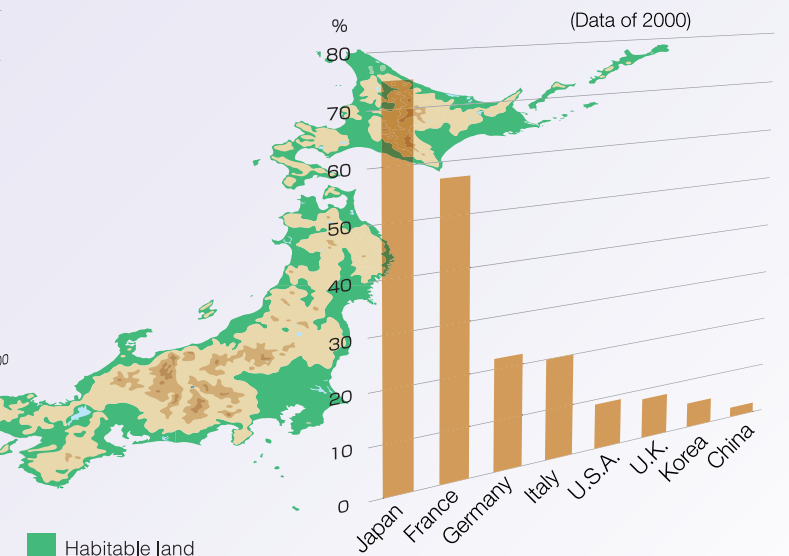 %
(Data of 2000)
80
70
60
50
40
30
20
10
0
Japan
France
Germany
Italy
U.S.A.
U.K.
Korea
China
Habitable land